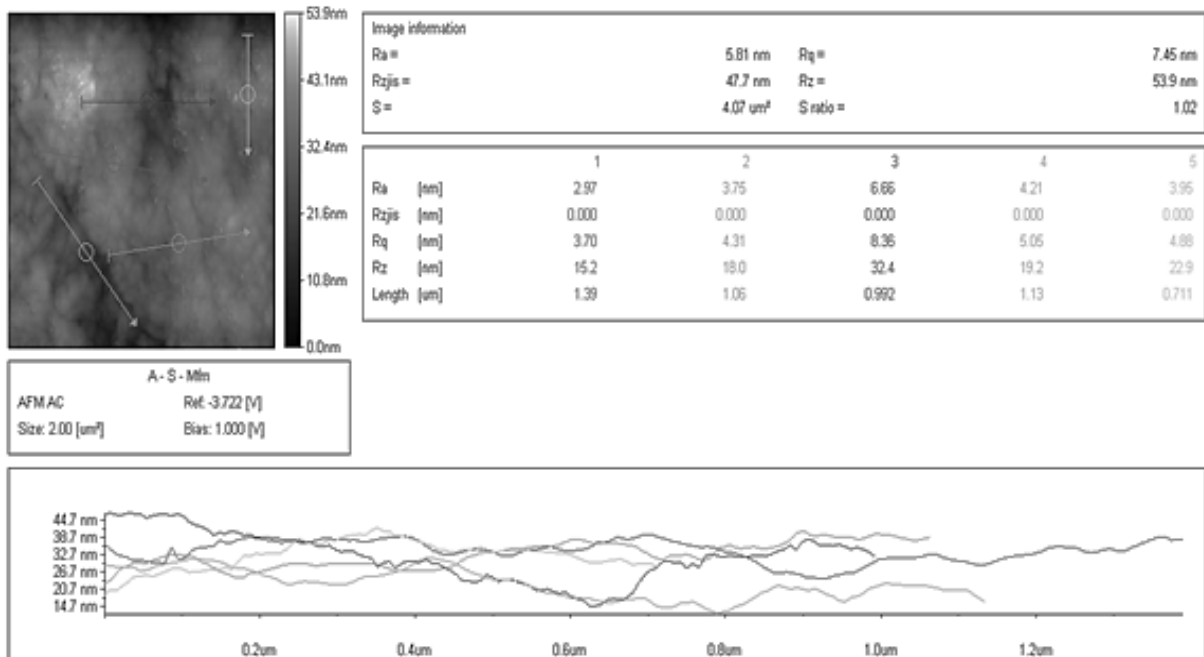 53.9nm
43.1nm
32.4nm
21.6nm
10.8nm
0.0nm
Image information
Ra = 5.81 nm Rq = 7.45 nm
Rzjis = 47.7 nm Rz = 53.9 nm
S = 4.07 um² S ratio = 1.02
1 2 3 4 5
Ra [nm] 2.97 3.75 6.66 4.21 3.95
Rzjis [nm] 0.000 0.000 0.000 0.000 0.000
Rq [nm] 3.70 4.31 8.36 5.05 4.88
Rz [nm] 15.2 18.0 32.4 19.2 22.9
Length [um] 1.39 1.06 0.992 1.13 0.711
A - S - Mfm
AFM AC Ref. -3.722 [V]
Size: 2.00 [um²] Bias: 1.000 [V]
44.7 nm
38.7 nm
32.7 nm
26.7 nm
20.7 nm
14.7 nm
0.2um 0.4um 0.6um 0.8um 1.0um 1.2um